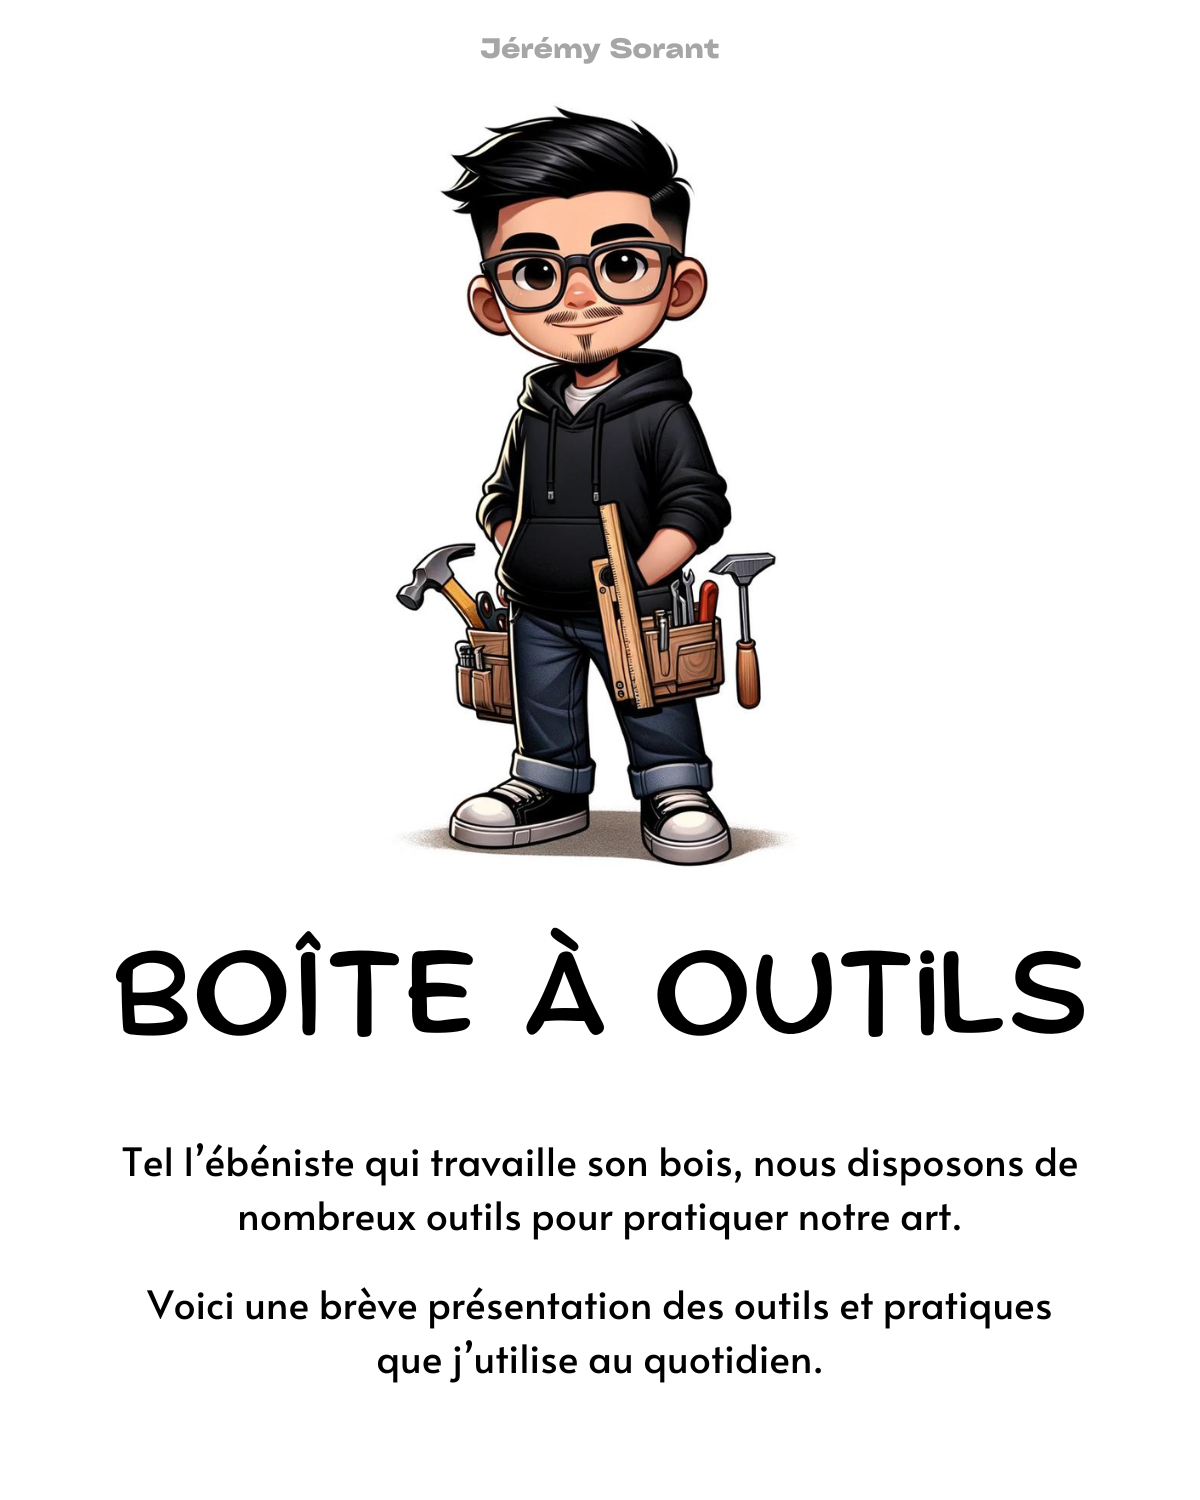 Jérémy Sorant
BOÎTE À OUTiLS
Tel l’ébéniste qui travaille son bois, nous disposons de
nombreux outils pour pratiquer notre art.
Voici une brève présentation des outils et pratiques
que j’utilise au quotidien.